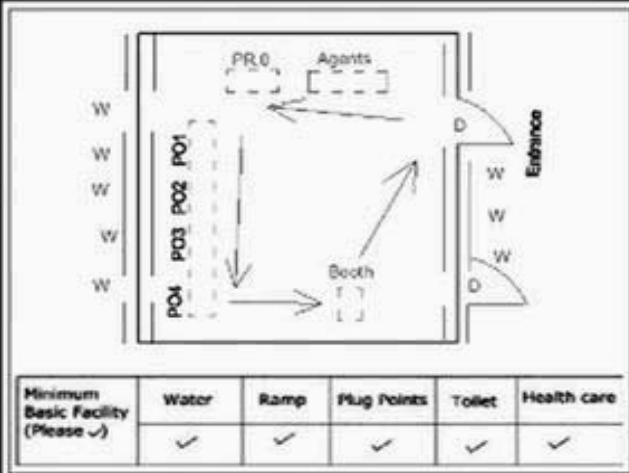 PR.0 Agents
W
D
Entrance
W
PO1
W
PO2
W
W
PO3
W
W
W
Booth
W
D
PO4
Minimum Basic Facility (Please ✓) Water Ramp Plug Points Toilet Health care
✓ ✓ ✓ ✓ ✓